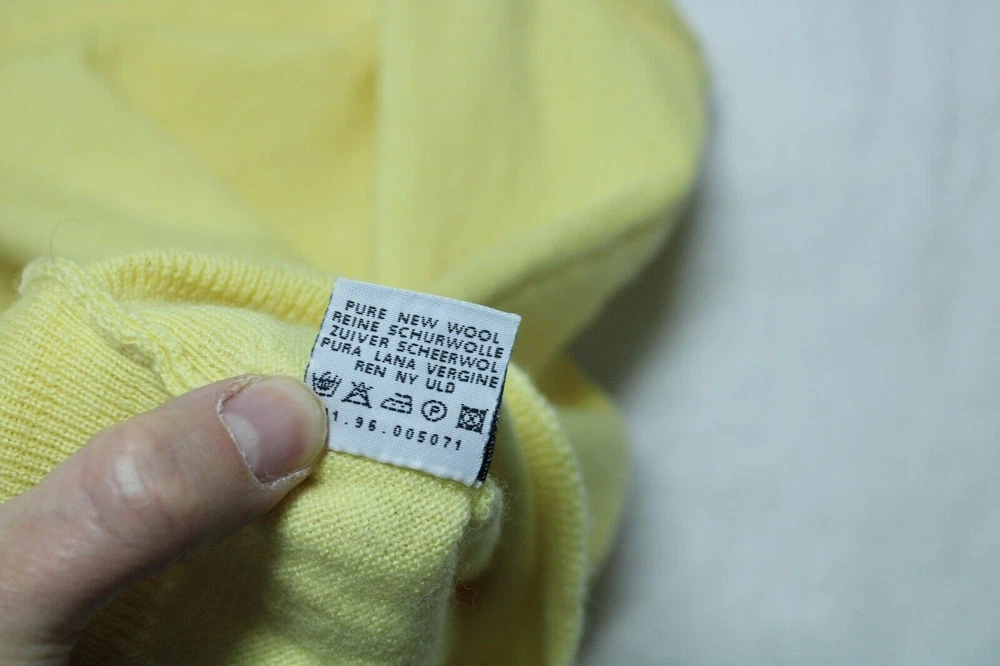 PURE NEW WOOL
REINE SCHURWOLLE
ZUIVER SCHEERWOL
PURA LANA VERGINE
REN NY ULD
P
1.96.005071